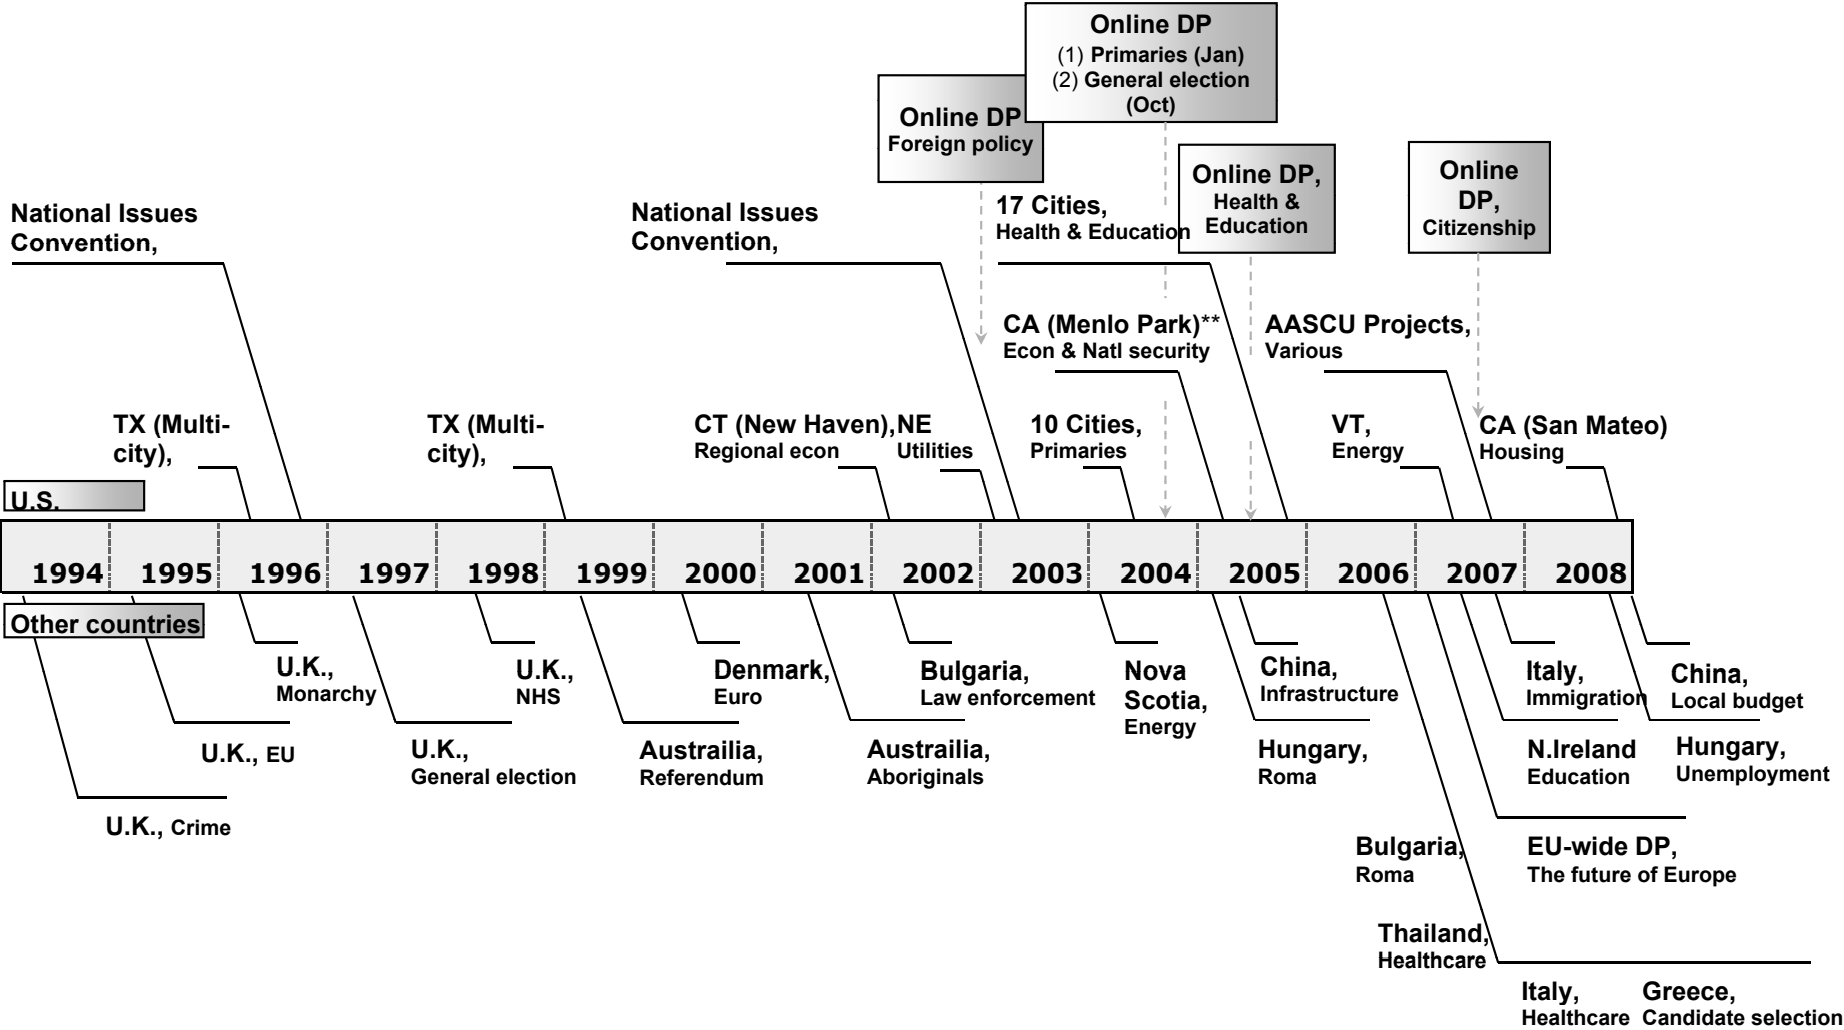 Online DP
(1) Primaries (Jan)
(2) General election
(Oct)
Online DP
Foreign policy
Online DP,
Health &
Education
Online
DP,
Citizenship
National Issues
Convention,
National Issues
Convention,
17 Cities,
Health & Education
CA (Menlo Park)**
Econ & Natl security
AASCU Projects,
Various
TX (Multi-
city),
TX (Multi-
city),
CT (New Haven),
Regional econ
NE
Utilities
10 Cities,
Primaries
VT,
Energy
CA (San Mateo)
Housing
U.S.
1994 1995 1996 1997 1998 1999 2000 2001 2002 2003 2004 2005 2006 2007 2008
Other countries
U.K.,
Monarchy
U.K.,
NHS
Denmark,
Euro
Bulgaria,
Law enforcement
Nova
Scotia,
Energy
China,
Infrastructure
Italy,
Immigration
China,
Local budget
U.K., EU
U.K.,
General election
Austrailia,
Referendum
Austrailia,
Aboriginals
Hungary,
Roma
N.Ireland
Education
Hungary,
Unemployment
U.K., Crime
Bulgaria,
Roma
EU-wide DP,
The future of Europe
Thailand,
Healthcare
Italy,
Healthcare
Greece,
Candidate selection